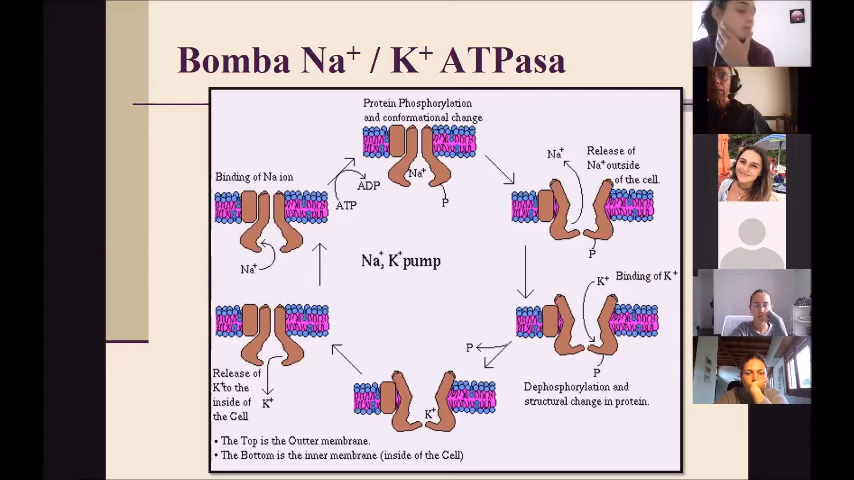 Bomba Na+ / K+ ATPasa
Protein Phosphorylation
and conformational change
Na+
P
ADP
ATP
Binding of Na ion
Na+
Na+
Release of
Na+ outside
of the cell.
P
Na+, K+ pump
K+
Binding of K+
P
P
Dephosphorylation and
structural change in protein.
K+
Release of
K+ to the
inside of
the Cell
K+
▪ The Top is the Outter membrane.
▪ The Bottom is the inner membrane (inside of the Cell)